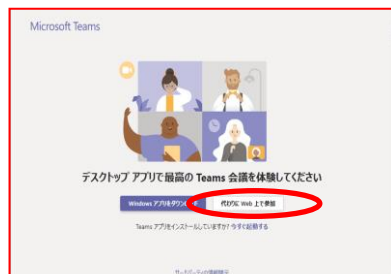 Microsoft Teams
デスクトップ アプリで最高の Teams 会議を体験してください
Windows アプリをダウンロード
代わりに Web 上で参加
Teams アプリをインストールしていますか? 今すぐ起動する